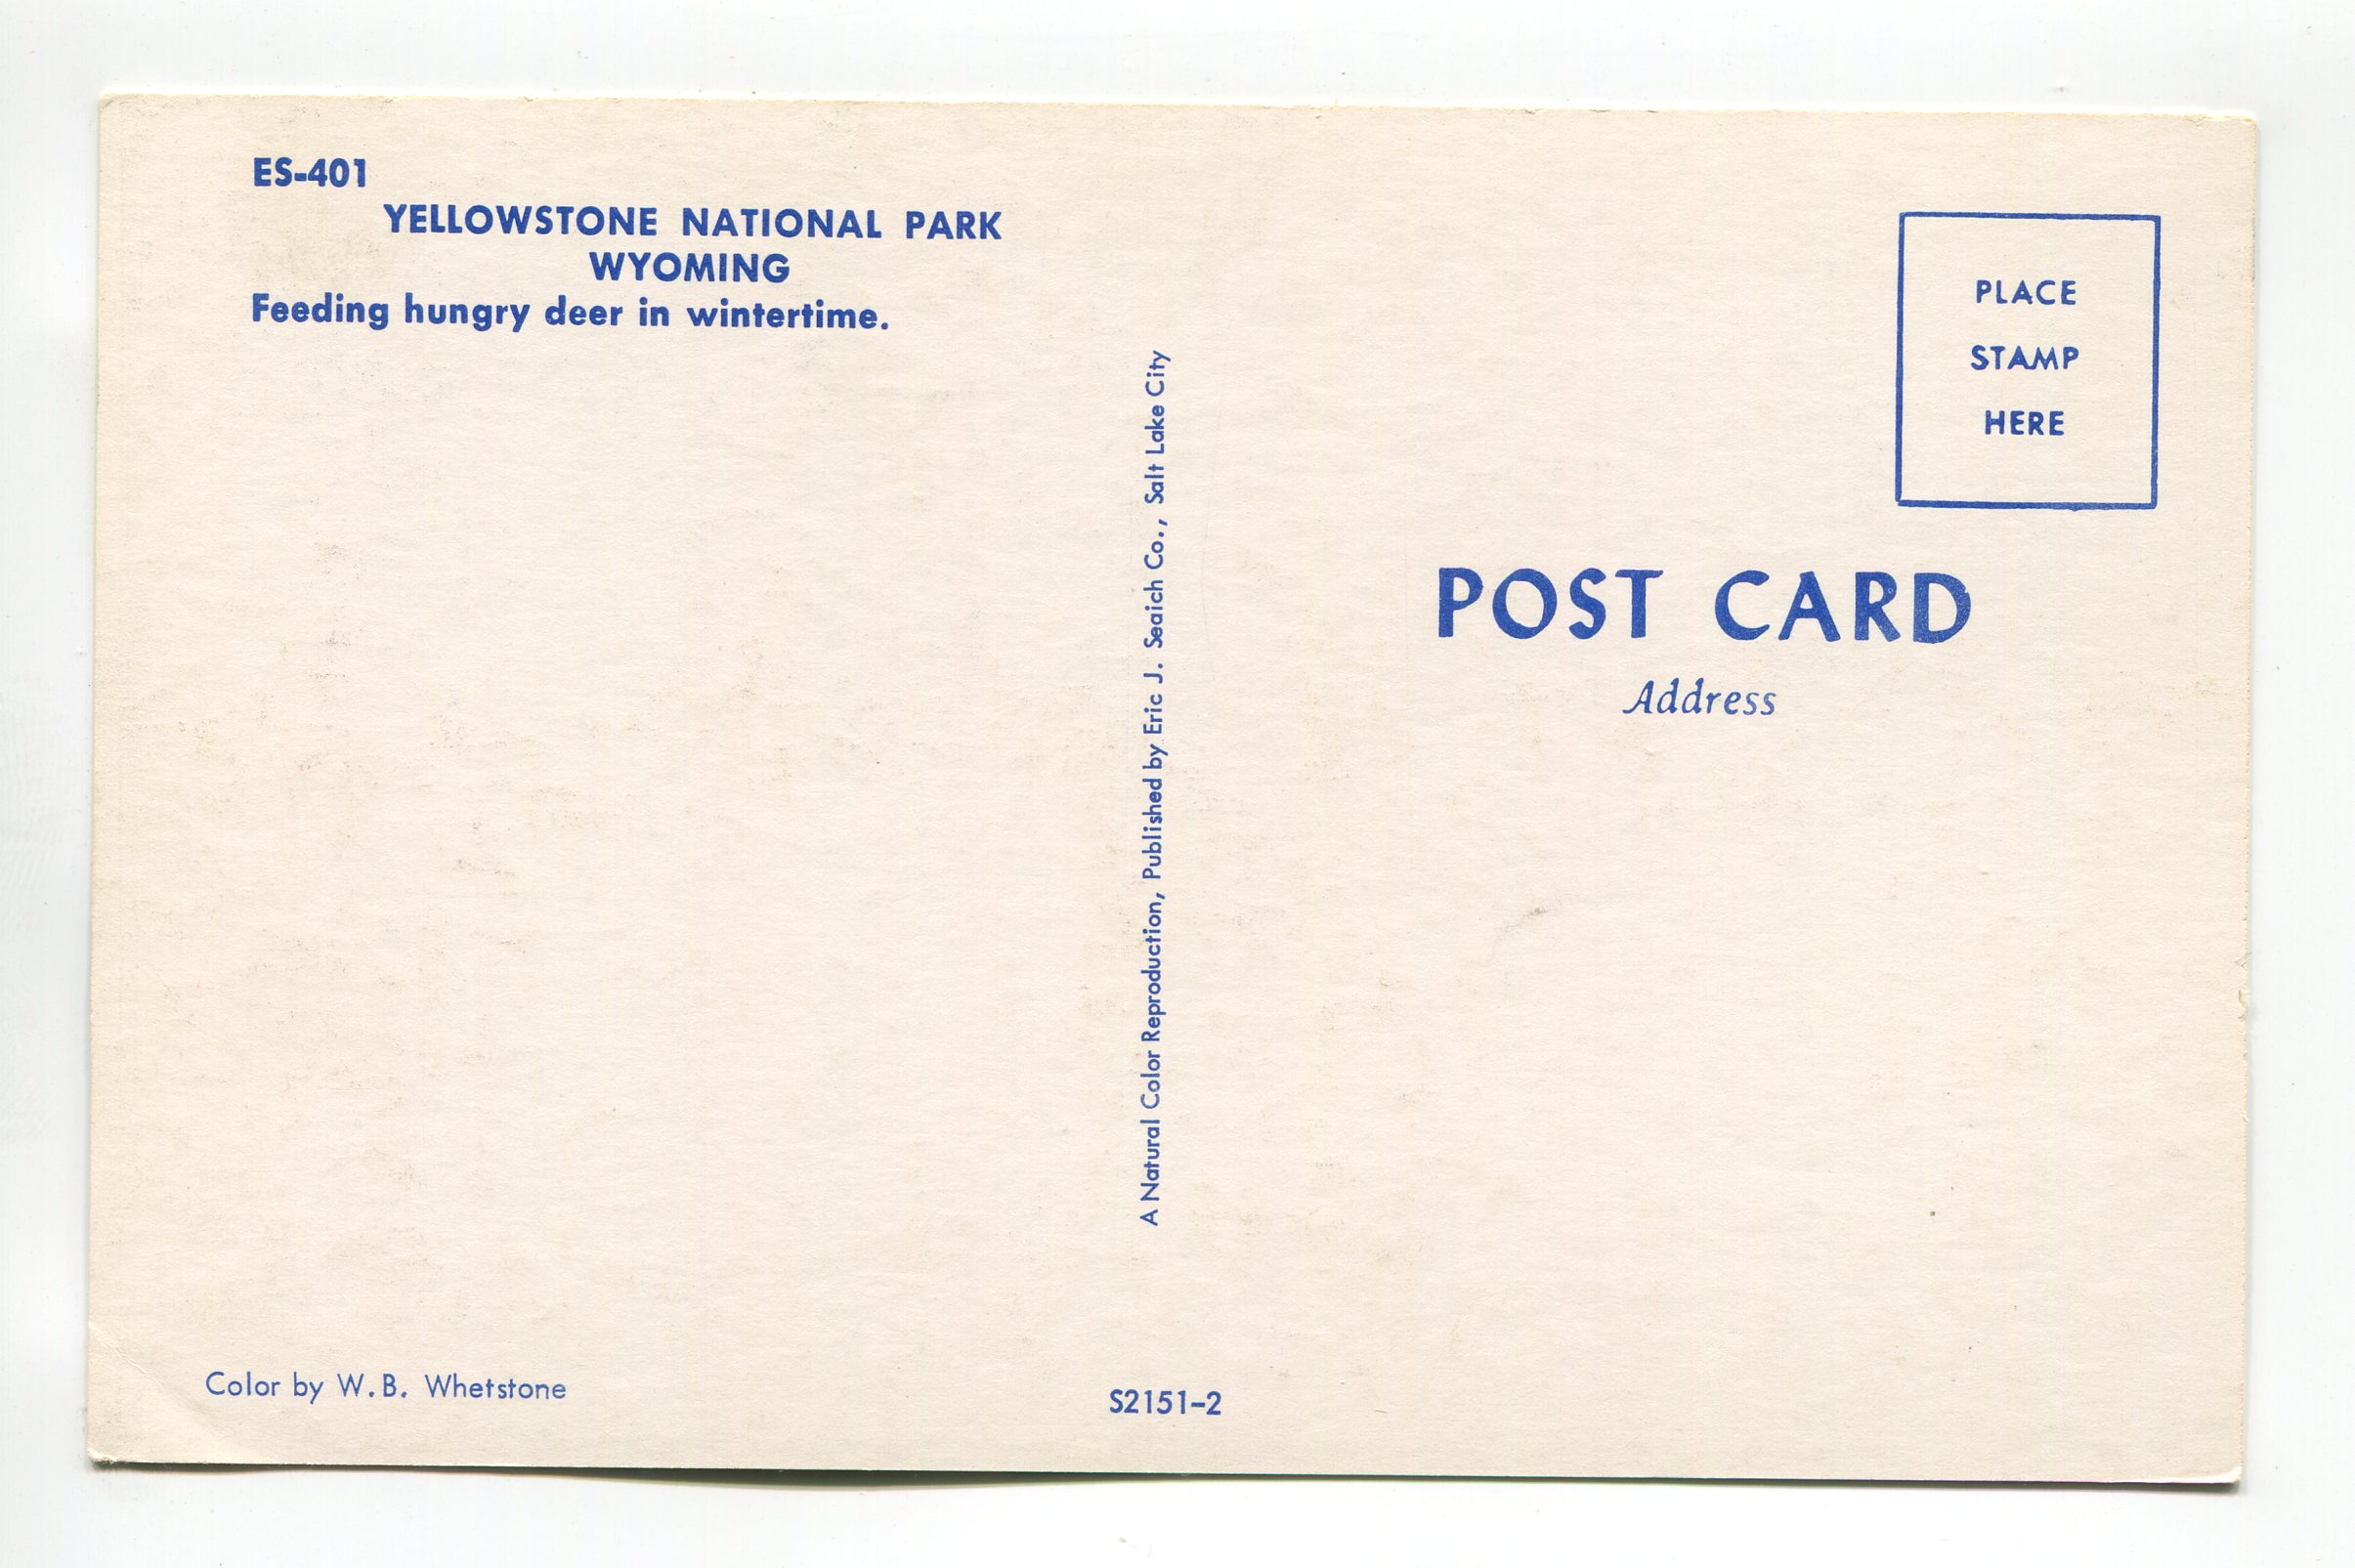 ES-401
YELLOWSTONE NATIONAL PARK
WYOMING
Feeding hungry deer in wintertime.
A Natural Color Reproduction, Published by Eric J. Seaich Co., Salt Lake City
PLACE
STAMP
HERE
POST CARD
Address
Color by W.B. Whetstone
S2151-2